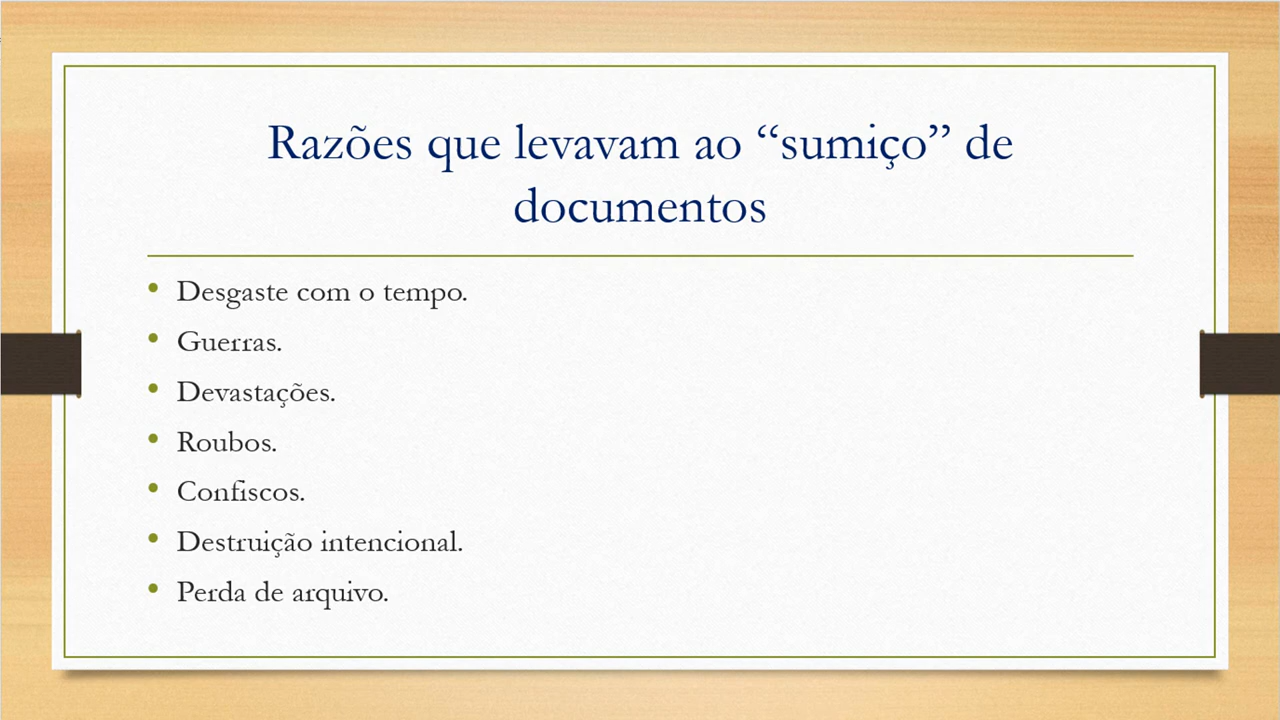 Razões que levavam ao “sumiço” de
documentos
• Desgaste com o tempo.
• Guerras.
• Devastações.
• Roubos.
• Confiscos.
• Destruição intencional.
• Perda de arquivo.